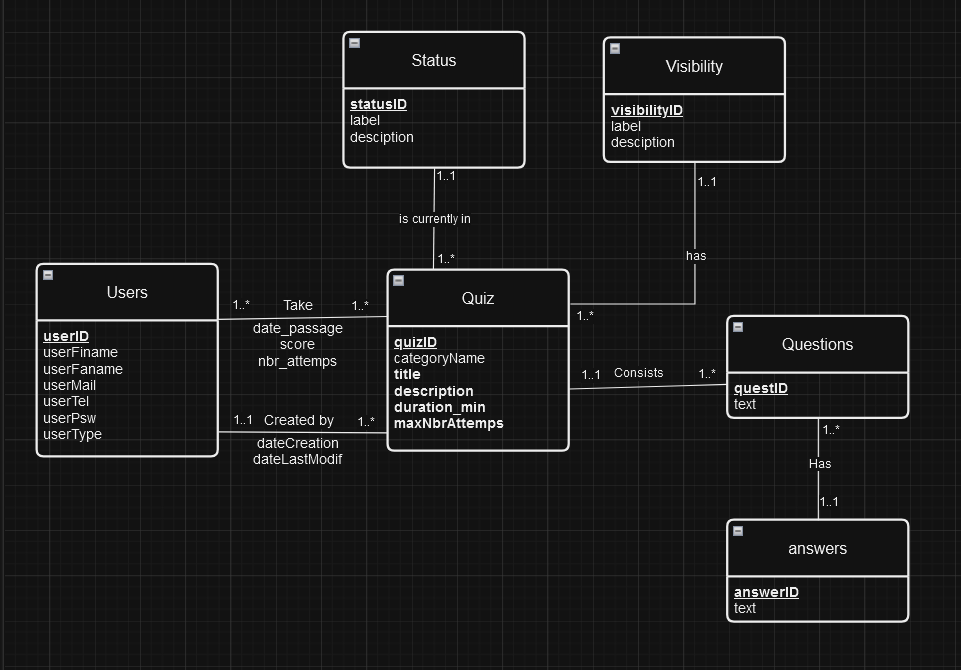 Status
statusID
label
desciption
Visibility
visibilityID
label
desciption
1..1
1..1
is currently in
has
1..*
1..*
Users
userID
userFiname
userFaname
userMail
userTel
userPsw
userType
1..*
Take
1..*
date_passage
score
nbr_attemps
1..1
Created by
1..*
dateCreation
dateLastModif
Quiz
quizID
categoryName
title
description
duration_min
maxNbrAttemps
1..1
Consists
1..*
Questions
questID
text
1..*
Has
1..1
answers
answerID
text